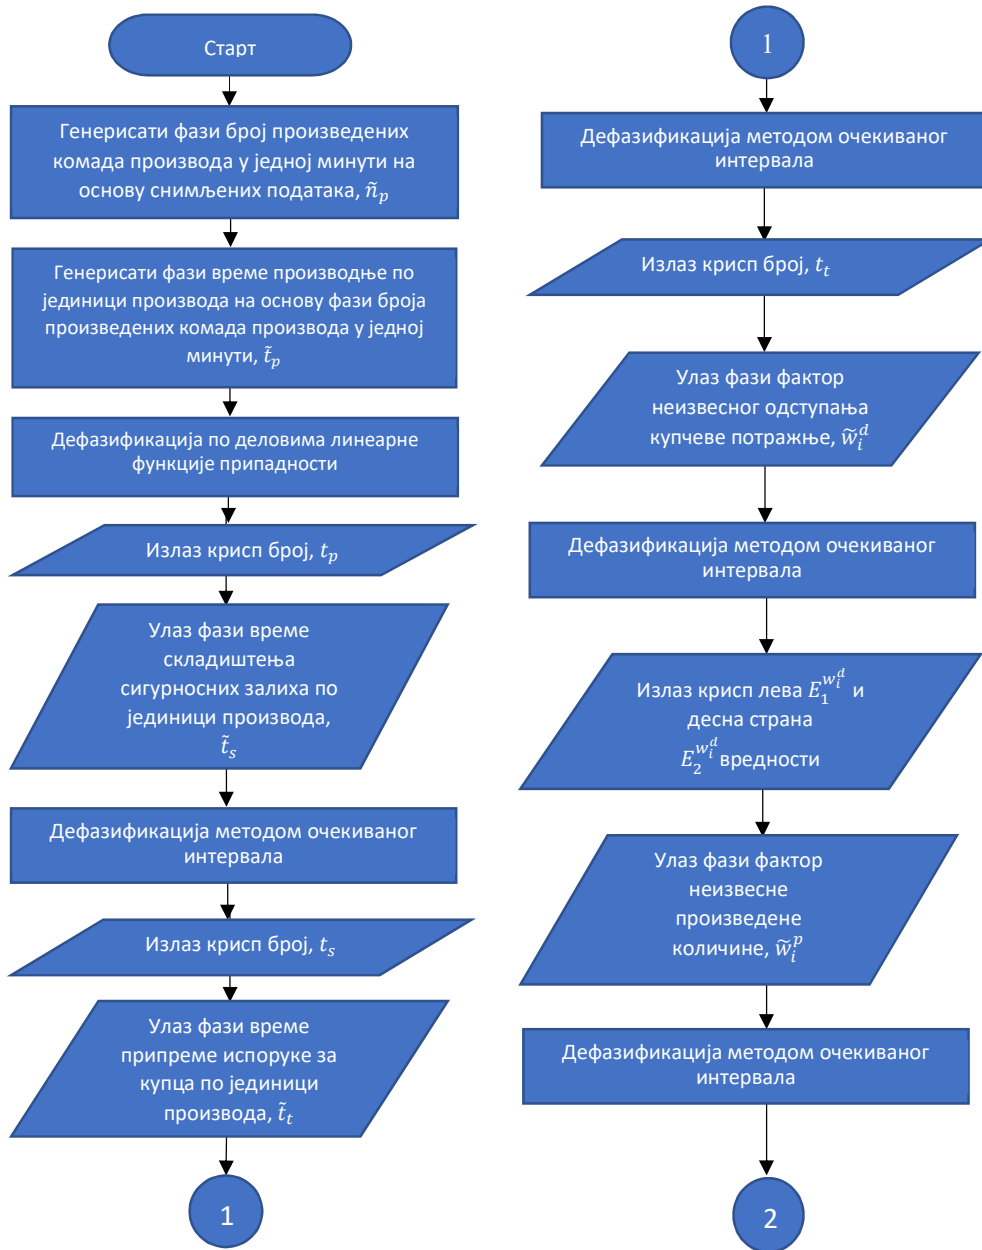 Старт
Генерисати фази број произведених
комада производа у једној минути на
основу снимљених података, ñ_p
Генерисати фази време производње по
јединици производа на основу фази броја
произведених комада производа у једној
минути, t̃_p
Дефазификација по деловима линеарне
функције припадности
Излаз крисп број, t_p
Улаз фази време
складиштења
сигурносних залиха по
јединици производа,
t̃_s
Дефазификација методом очекиваног
интервала
Излаз крисп број, t_s
Улаз фази време
припреме испоруке за
купца по јединици
производа, t̃_t
1
1
Дефазификација методом очекиваног
интервала
Излаз крисп број, t_t
Улаз фази фактор
неизвесног одступања
купчеве потражње, w̃_i^d
Дефазификација методом очекиваног
интервала
Излаз крисп лева E_1^{w_i^d} и
десна страна
E_2^{w_i^d} вредности
Улаз фази фактор
неизвесне
произведене
количине, w̃_i^p
Дефазификација методом очекиваног
интервала
2